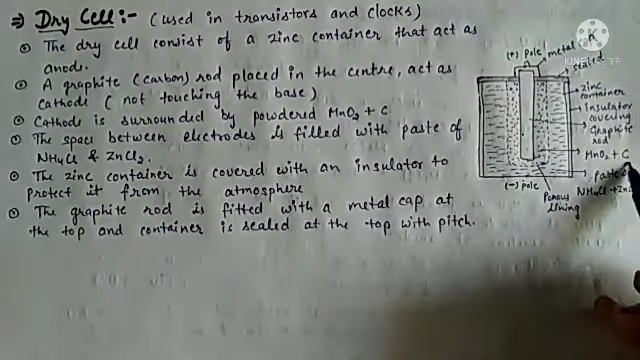 ⇒ Dry Cell:- (used in transistors and clocks)
⊙ The dry cell consist of a zinc container that act as
anode.
⊙ A graphite (carbon) rod placed in the centre, act as
cathode (not touching the base)
⊙ Cathode is surrounded by powdered MnO2 + C
⊙ The space between electrodes is filled with paste of
NH4Cl & ZnCl2.
⊙ The zinc container is covered with an insulator to
protect it from the atmosphere
⊙ The graphite rod is fitted with a metal cap at
the top and container is sealed at the top with pitch.
(+) pole
metal
zinc
container
insulator
covering
Graphite
rod
MnO2 + C
paste
NH4Cl +
(-) pole
Porous
lining
K
KINEMASTER